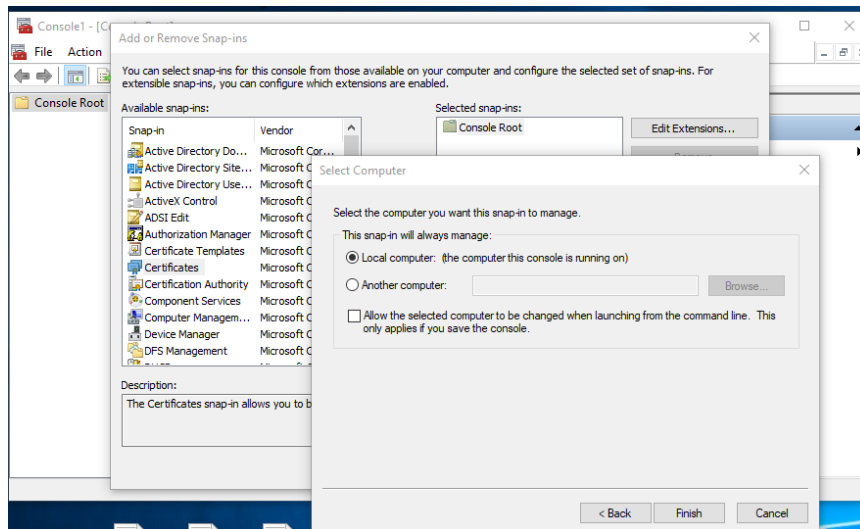 Console1 - [C
File Action
Console Root
Add or Remove Snap-ins
You can select snap-ins for this console from those available on your computer and configure the selected set of snap-ins. For
extensible snap-ins, you can configure which extensions are enabled.
Available snap-ins:
Selected snap-ins:
Snap-in Vendor
Console Root
Edit Extensions...
Active Directory Do... Microsoft Cor...
Active Directory Site... Microsoft C
Active Directory Use... Microsoft C
ActiveX Control Microsoft C
ADSI Edit Microsoft C
Authorization Manager Microsoft C
Certificate Templates Microsoft C
Certificates Microsoft C
Certification Authority Microsoft C
Component Services Microsoft C
Computer Managem... Microsoft C
Device Manager Microsoft C
DFS Management Microsoft C
Description:
The Certificates snap-in allows you to b
Select Computer
Select the computer you want this snap-in to manage.
This snap-in will always manage:
Local computer: (the computer this console is running on)
Another computer:
Browse...
Allow the selected computer to be changed when launching from the command line. This
only applies if you save the console.
< Back
Finish
Cancel